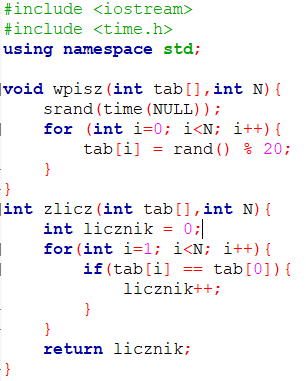 #include <iostream>
#include <time.h>
using namespace std;

void wpisz(int tab[],int N){
    srand(time(NULL));
    for (int i=0; i<N; i++){
        tab[i] = rand() % 20;
    }
}
int zlicz(int tab[],int N){
    int licznik = 0;
    for(int i=1; i<N; i++){
        if(tab[i] == tab[0]){
            licznik++;
        }
    }
    return licznik;
}